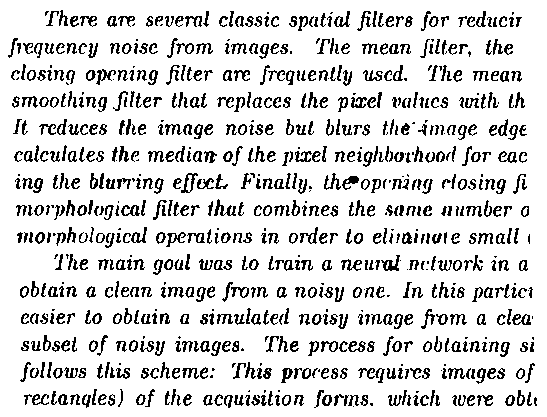 There are several classic spatial filters for reducin
frequency noise from images. The mean filter, the
closing opening filter are frequently used. The mean
smoothing filter that replaces the pixel values with th
It reduces the image noise but blurs the image edge
calculates the median of the pixel neighborhood for eac
ing the blurring effect. Finally, the opening closing fi
morphological filter that combines the same number o
morphological operations in order to eliminate small
The main goal was to train a neural network in a
obtain a clean image from a noisy one. In this partic
easier to obtain a simulated noisy image from a clea
subset of noisy images. The process for obtaining si
follows this scheme: This process requires images of
rectangles) of the acquisition forms, which were obt